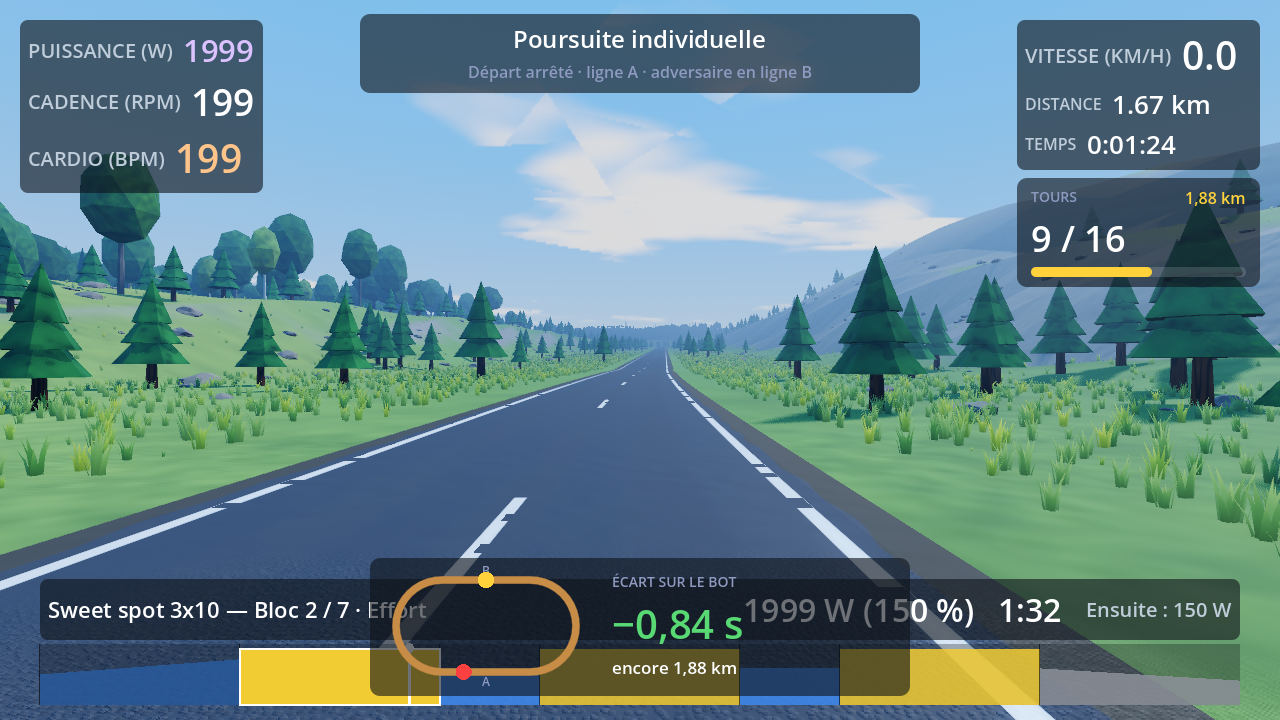 PUISSANCE (W) 1999
CADENCE (RPM) 199
CARDIO (BPM) 199
Poursuite individuelle
Départ arrêté · ligne A · adversaire en ligne B
VITESSE (KM/H) 0.0
DISTANCE 1.67 km
TEMPS 0:01:24
TOURS 1,88 km
9 / 16
B
ÉCART SUR LE BOT
Sweet spot 3x10 — Bloc 2 / 7 · Effort
−0,84 s
1999 W (150 %) 1:32 Ensuite : 150 W
encore 1,88 km
A